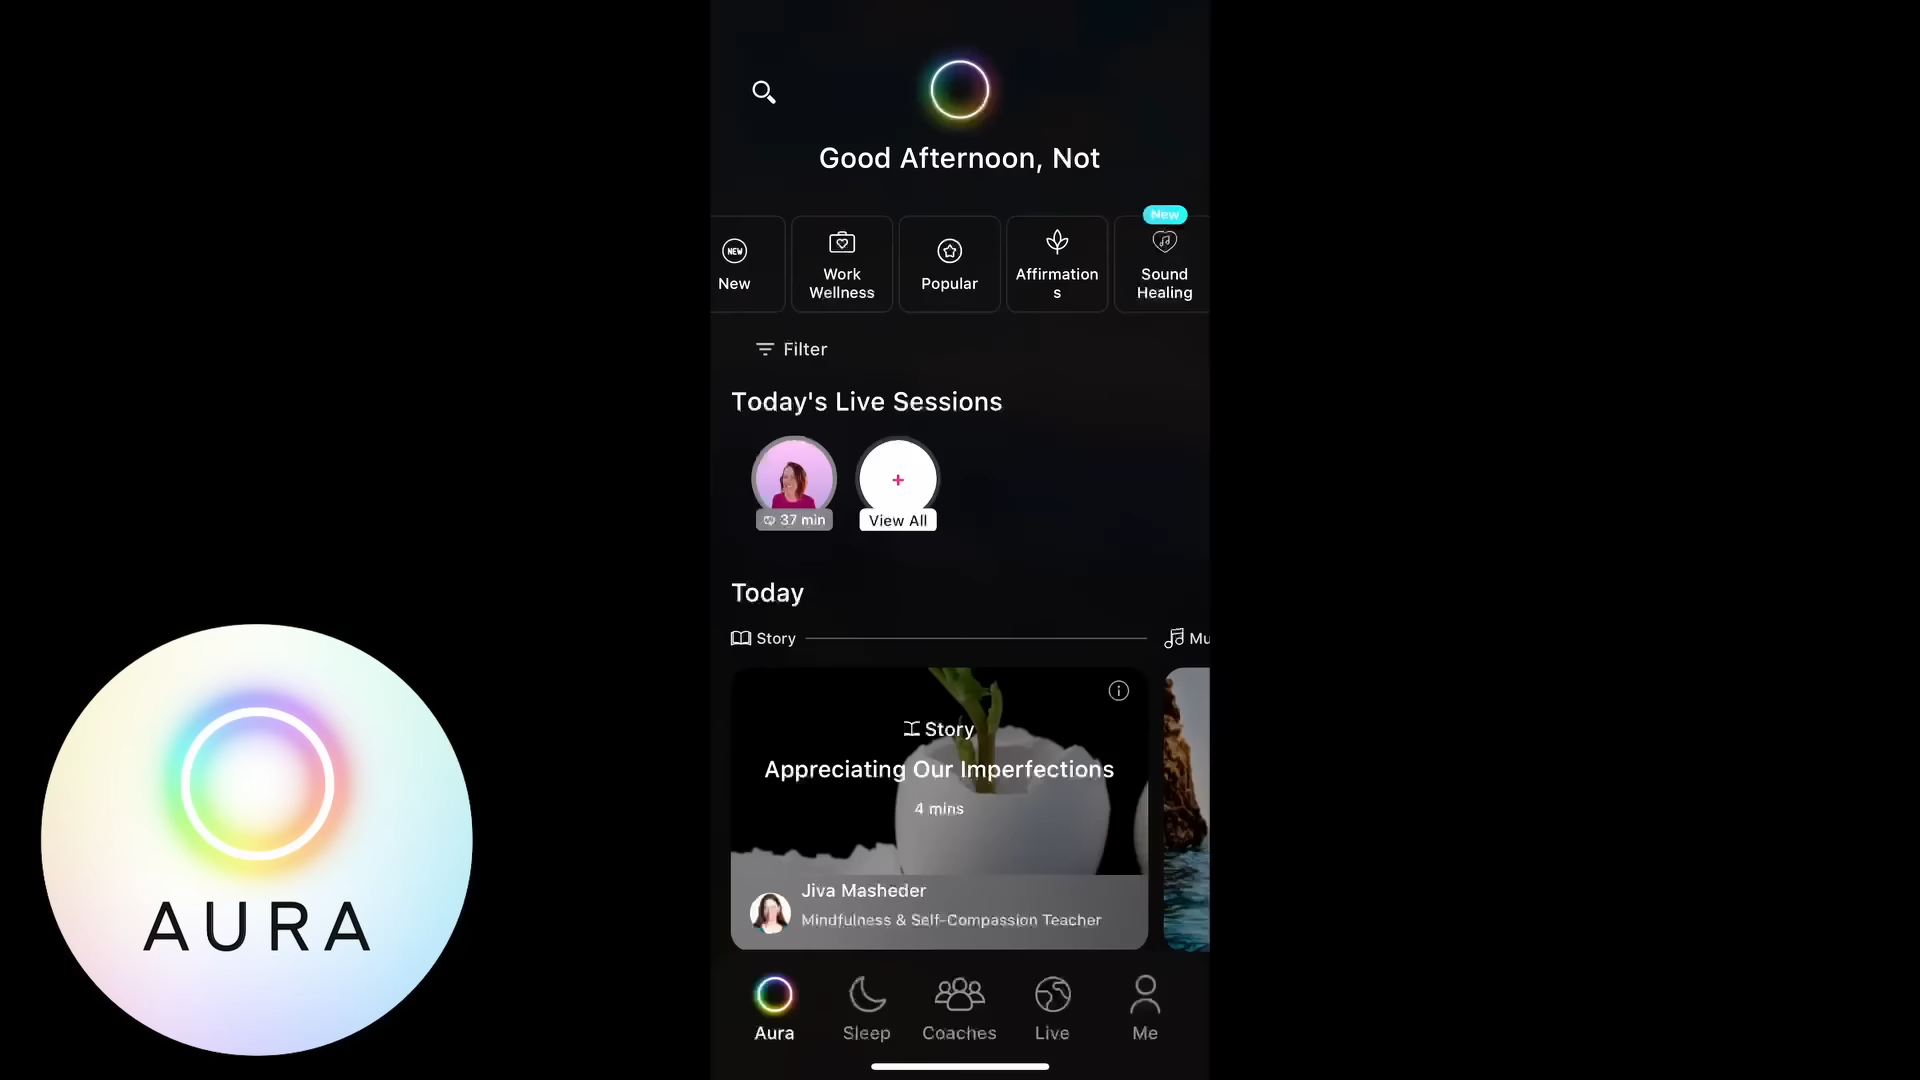 Good Afternoon, Not
New
NEW
New
Work
Wellness
Popular
Affirmation
s
Sound
Healing
Filter
Today's Live Sessions
37 min
+
View All
Today
Story
Mu
Story
Appreciating Our Imperfections
4 mins
Jiva Masheder
Mindfulness & Self-Compassion Teacher
AURA
Aura
Sleep
Coaches
Live
Me